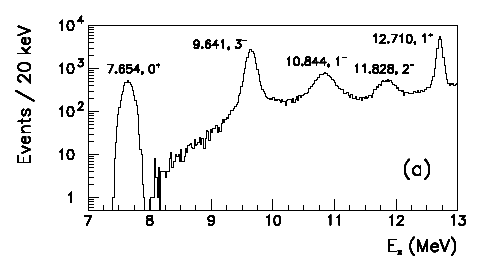 Events / 20 keV
10⁴
10³
10²
10
1
7.654, 0⁺
9.641, 3⁻
10.844, 1⁻
11.828, 2⁻
12.710, 1⁺
(a)
7 8 9 10 11 12 13
Eₓ (MeV)